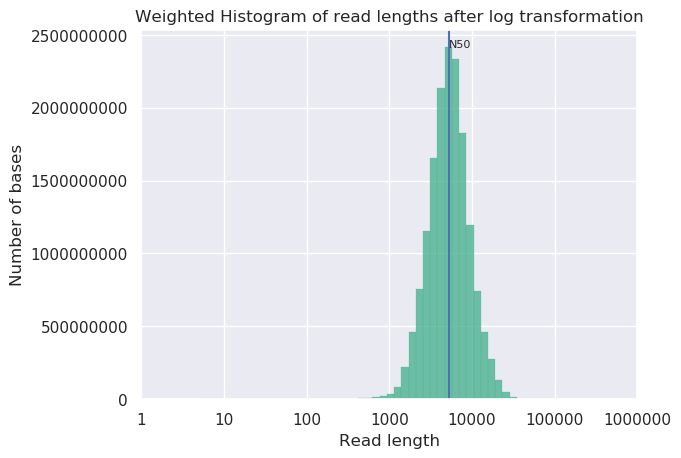 Weighted Histogram of read lengths after log transformation
N50
2500000000
2000000000
1500000000
1000000000
500000000
0
Number of bases
1 10 100 1000 10000 100000 1000000
Read length